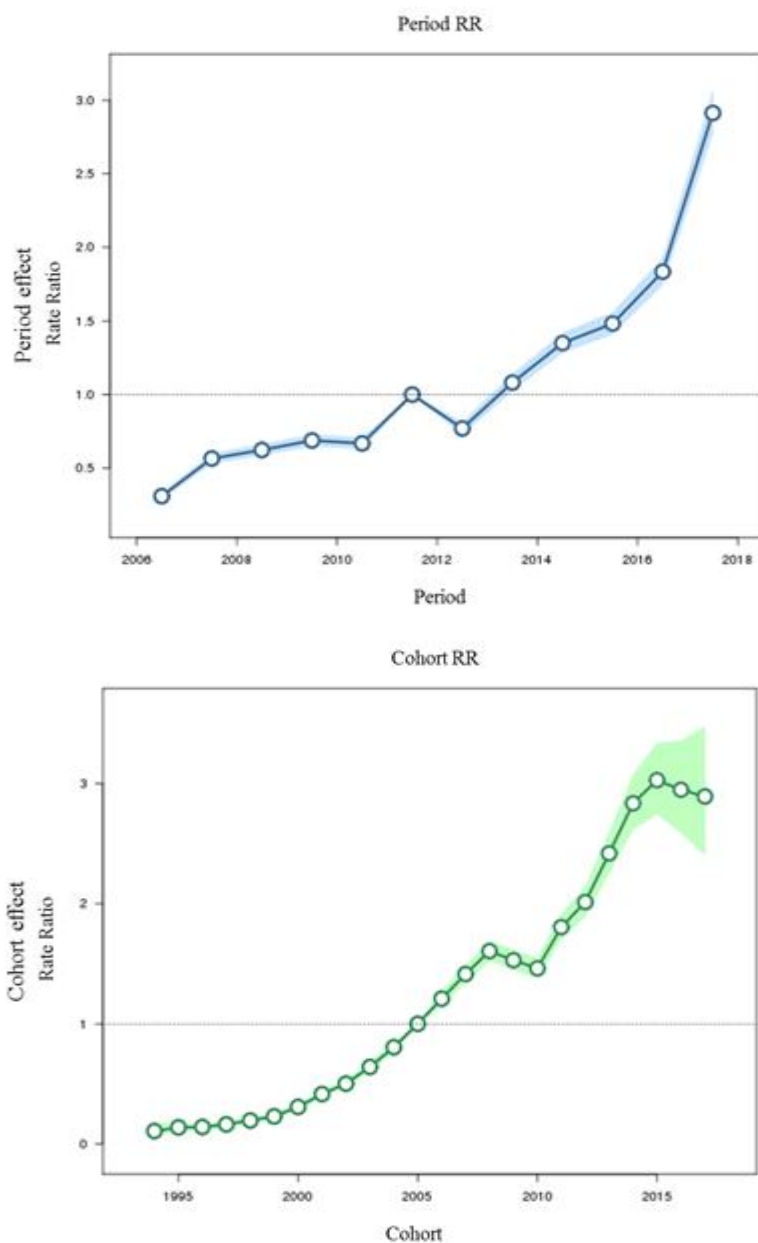 Period RR
3.0
2.5
2.0
1.5
1.0
0.5
Period effect
Rate Ratio
2006 2008 2010 2012 2014 2016 2018
Period
Cohort RR
3
2
1
0
Cohort effect
Rate Ratio
1995 2000 2005 2010 2015
Cohort